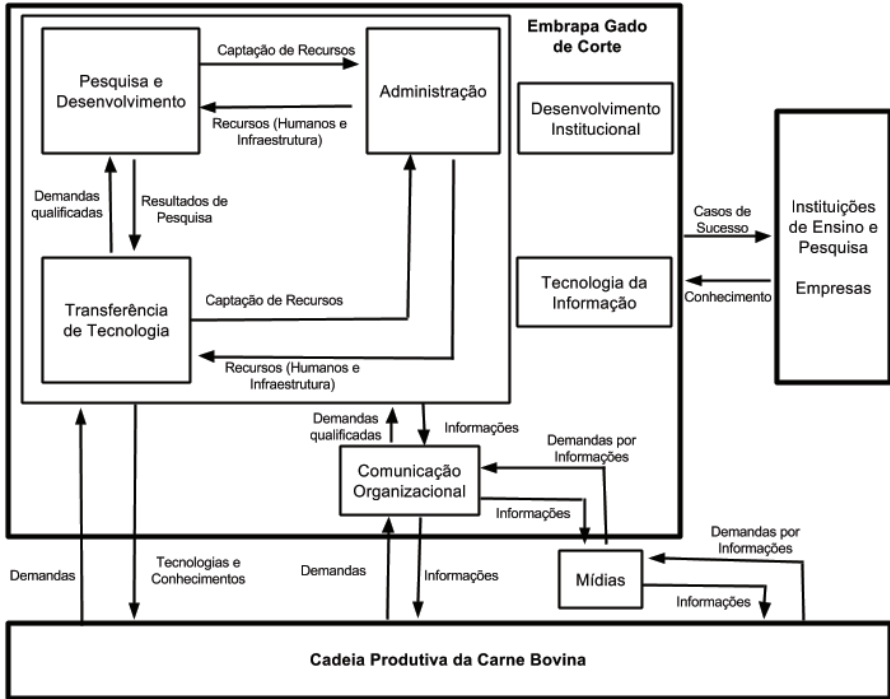 Embrapa Gado
de Corte
Pesquisa e
Desenvolvimento
Captação de Recursos
Administração
Recursos (Humanos e
Infraestrutura)
Desenvolvimento
Institucional
Demandas
qualificadas
Resultados de
Pesquisa
Casos de
Sucesso
Instituições
de Ensino e
Pesquisa
Empresas
Conhecimento
Tecnologia da
Informação
Transferência
de Tecnologia
Captação de Recursos
Recursos (Humanos e
Infraestrutura)
Demandas
qualificadas
Informações
Demandas por
Informações
Comunicação
Organizacional
Informações
Demandas
Tecnologias e
Conhecimentos
Demandas
Informações
Mídias
Demandas por
Informações
Informações
Cadeia Produtiva da Carne Bovina